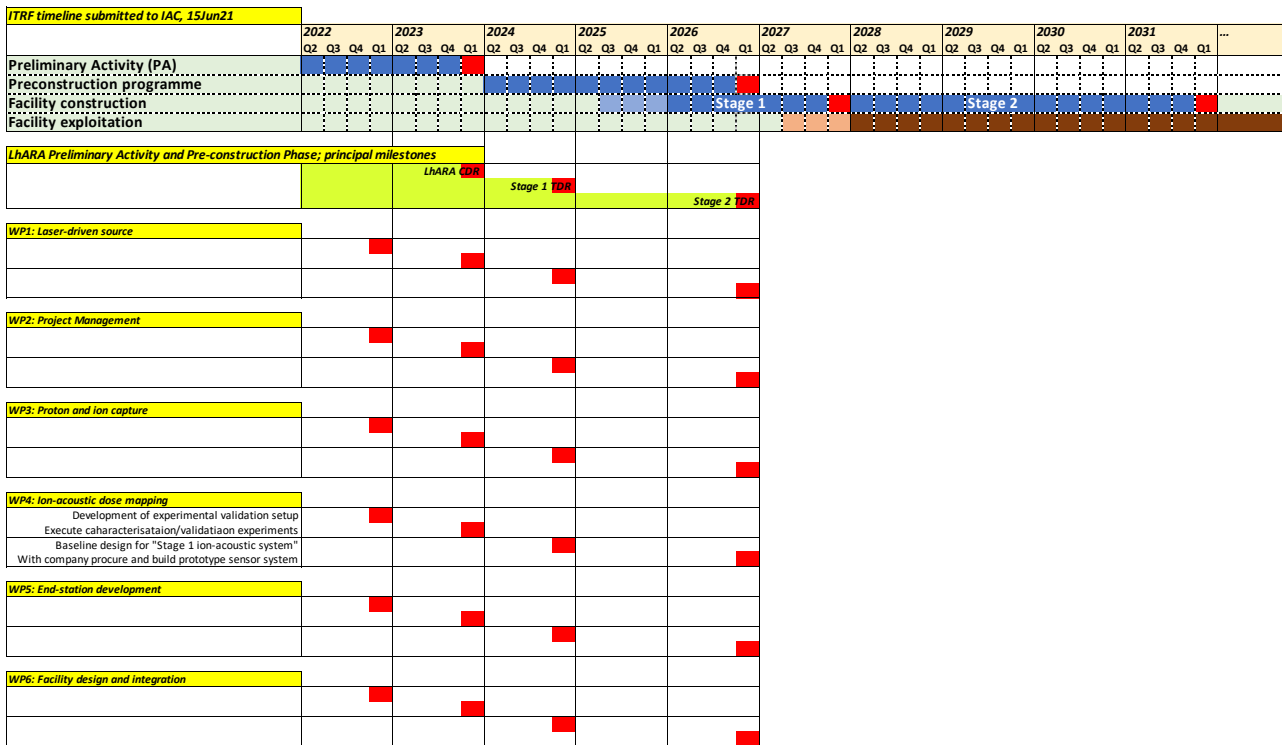 ITRF timeline submitted to IAC, 15Jun21
2022 2023 2024 2025 2026 2027 2028 2029 2030 2031 ...
Q2 Q3 Q4 Q1 Q2 Q3 Q4 Q1 Q2 Q3 Q4 Q1 Q2 Q3 Q4 Q1 Q2 Q3 Q4 Q1 Q2 Q3 Q4 Q1 Q2 Q3 Q4 Q1 Q2 Q3 Q4 Q1 Q2 Q3 Q4 Q1 Q2 Q3 Q4 Q1
Preliminary Activity (PA)
Preconstruction programme
Facility construction Stage 1 Stage 2
Facility exploitation
LhARA Preliminary Activity and Pre-construction Phase; principal milestones
LhARA CDR
Stage 1 TDR
Stage 2 TDR
WP1: Laser-driven source
WP2: Project Management
WP3: Proton and ion capture
WP4: Ion-acoustic dose mapping
Development of experimental validation setup
Execute caharacterisataion/validatiaon experiments
Baseline design for "Stage 1 ion-acoustic system"
With company procure and build prototype sensor system
WP5: End-station development
WP6: Facility design and integration